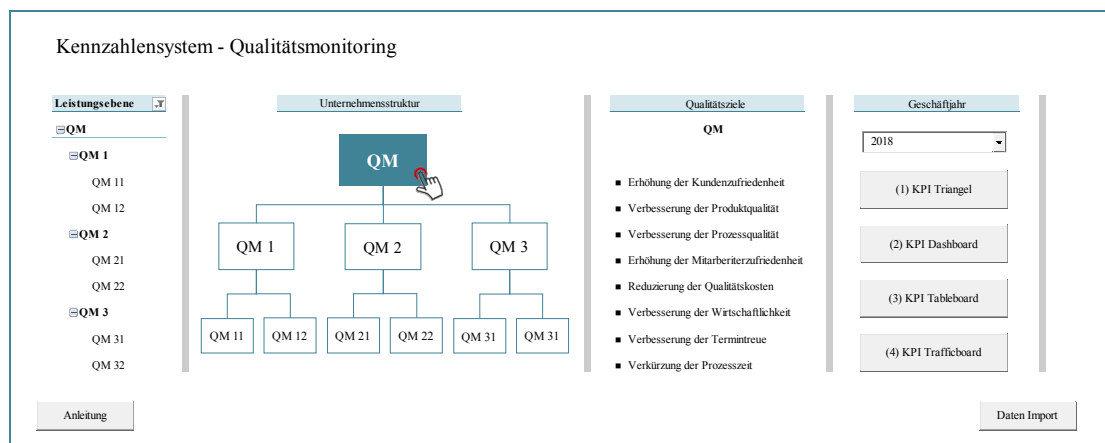 Kennzahlensystem - Qualitätsmonitoring
Leistungsebene
QM
QM 1
QM 11
QM 12
QM 2
QM 21
QM 22
QM 3
QM 31
QM 32
Unternehmensstruktur
QM
QM 1 QM 2 QM 3
QM 11 QM 12 QM 21 QM 22 QM 31 QM 31
Qualitätsziele
QM
Erhöhung der Kundenzufriedenheit
Verbesserung der Produktqualität
Verbesserung der Prozessqualität
Erhöhung der Mitarberiterzufriedenheit
Reduzierung der Qualitätskosten
Verbesserung der Wirtschaftlichkeit
Verbesserung der Termintreue
Verkürzung der Prozesszeit
Geschäftjahr
2018
(1) KPI Triangel
(2) KPI Dashboard
(3) KPI Tableboard
(4) KPI Trafficboard
Anleitung
Daten Import